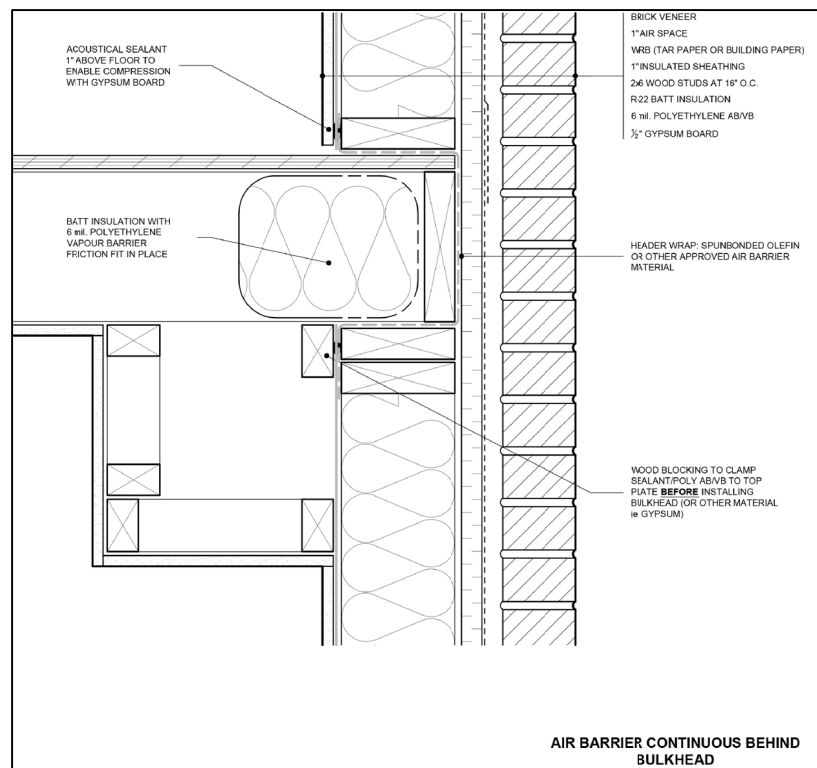 ACOUSTICAL SEALANT
1" ABOVE FLOOR TO
ENABLE COMPRESSION
WITH GYPSUM BOARD
BRICK VENEER
1" AIR SPACE
WRB (TAR PAPER OR BUILDING PAPER)
1" INSULATED SHEATHING
2x6 WOOD STUDS AT 16" O.C.
R-22 BATT INSULATION
6 mil. POLYETHYLENE AB/VB
½" GYPSUM BOARD
BATT INSULATION WITH
6 mil. POLYETHYLENE
VAPOUR BARRIER
FRICTION FIT IN PLACE
HEADER WRAP: SPUNBONDED OLEFIN
OR OTHER APPROVED AIR BARRIER
MATERIAL
WOOD BLOCKING TO CLAMP
SEALANT/POLY AB/VB TO TOP
PLATE BEFORE INSTALLING
BULKHEAD (OR OTHER MATERIAL
ie GYPSUM)
AIR BARRIER CONTINUOUS BEHIND
BULKHEAD